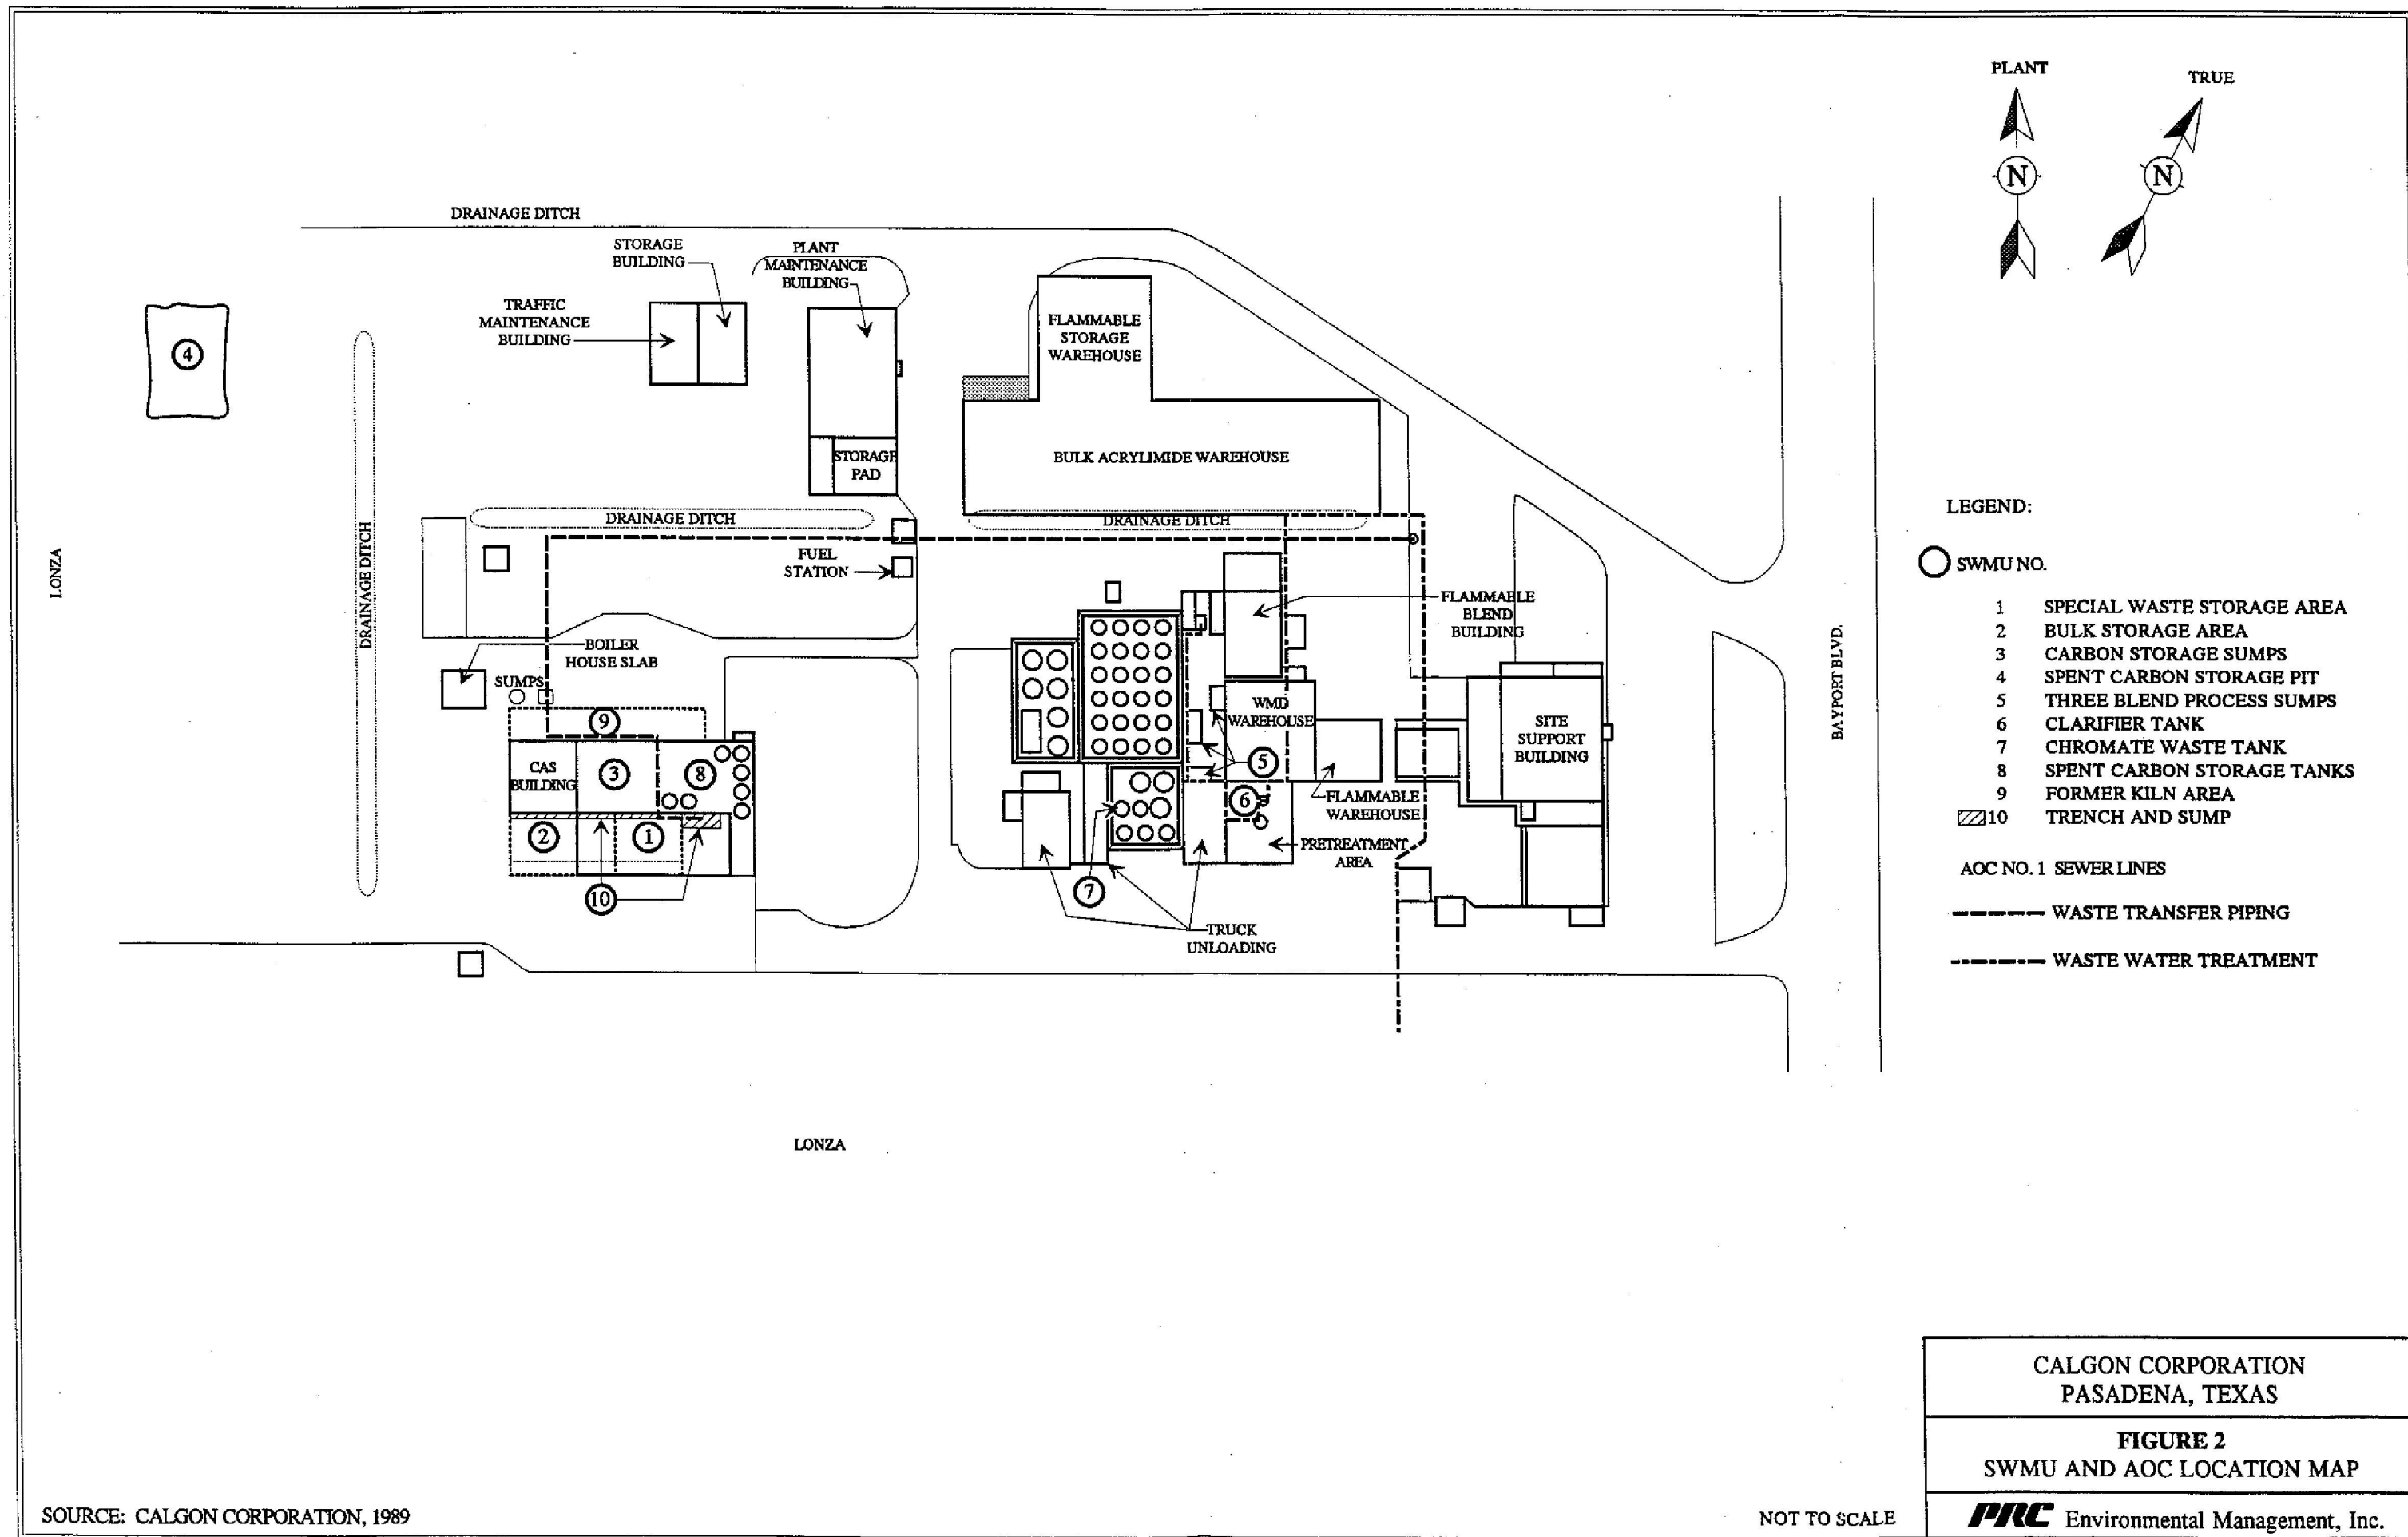 PLANT
TRUE
N
N
DRAINAGE DITCH
STORAGE
BUILDING
PLANT
MAINTENANCE
BUILDING
TRAFFIC
MAINTENANCE
BUILDING
FLAMMABLE
STORAGE
WAREHOUSE
4
STORAGE
PAD
BULK ACRYLIMIDE WAREHOUSE
DRAINAGE DITCH
DRAINAGE DITCH
DRAINAGE DITCH
LONZA
FUEL
STATION
FLAMMABLE
BLEND
BUILDING
BOILER
HOUSE SLAB
SUMPS
9
CAS
BUILDING
3
8
2
1
10
WMD
WAREHOUSE
5
6
7
SITE
SUPPORT
BUILDING
FLAMMABLE
WAREHOUSE
PRETREATMENT
AREA
TRUCK
UNLOADING
BAYPORT BLVD.
LONZA
LEGEND:
SWMU NO.
1 SPECIAL WASTE STORAGE AREA
2 BULK STORAGE AREA
3 CARBON STORAGE SUMPS
4 SPENT CARBON STORAGE PIT
5 THREE BLEND PROCESS SUMPS
6 CLARIFIER TANK
7 CHROMATE WASTE TANK
8 SPENT CARBON STORAGE TANKS
9 FORMER KILN AREA
10 TRENCH AND SUMP
AOC NO. 1 SEWER LINES
WASTE TRANSFER PIPING
WASTE WATER TREATMENT
CALGON CORPORATION
PASADENA, TEXAS
FIGURE 2
SWMU AND AOC LOCATION MAP
PRC Environmental Management, Inc.
SOURCE: CALGON CORPORATION, 1989
NOT TO SCALE